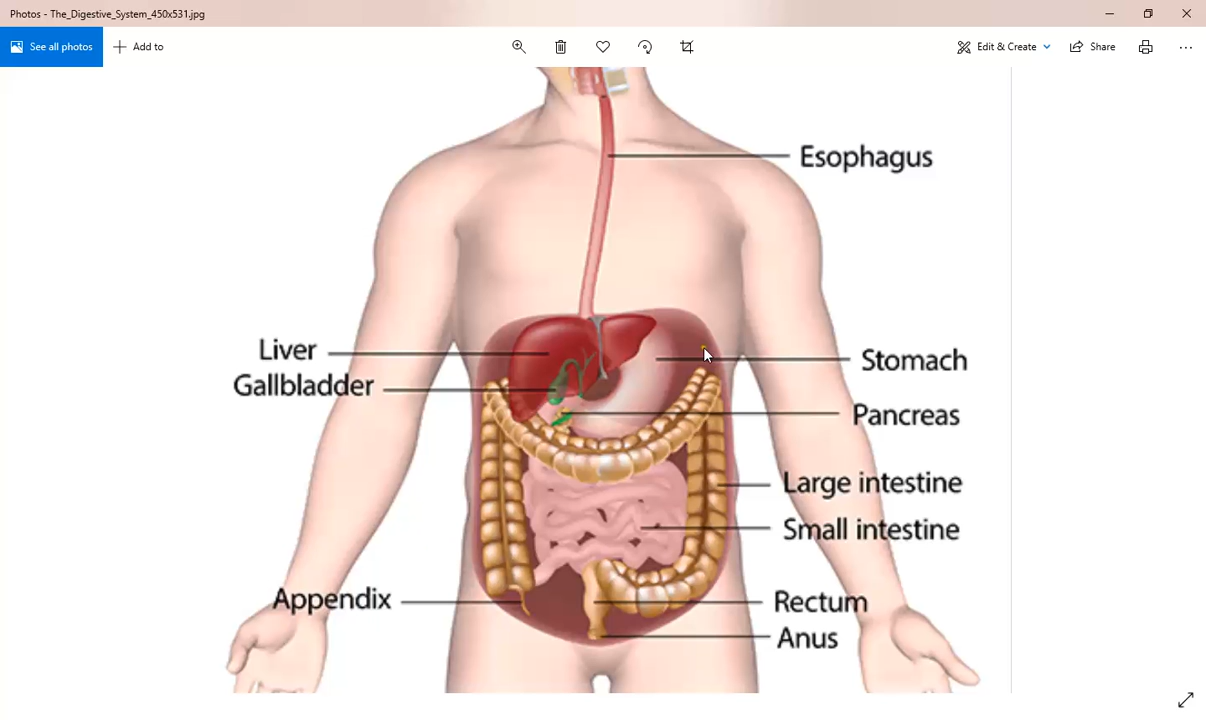 Photos - The_Digestive_System_450x531.jpg
See all photos
Add to
Edit & Create
Share
Esophagus
Liver
Stomach
Gallbladder
Pancreas
Large intestine
Small intestine
Appendix
Rectum
Anus